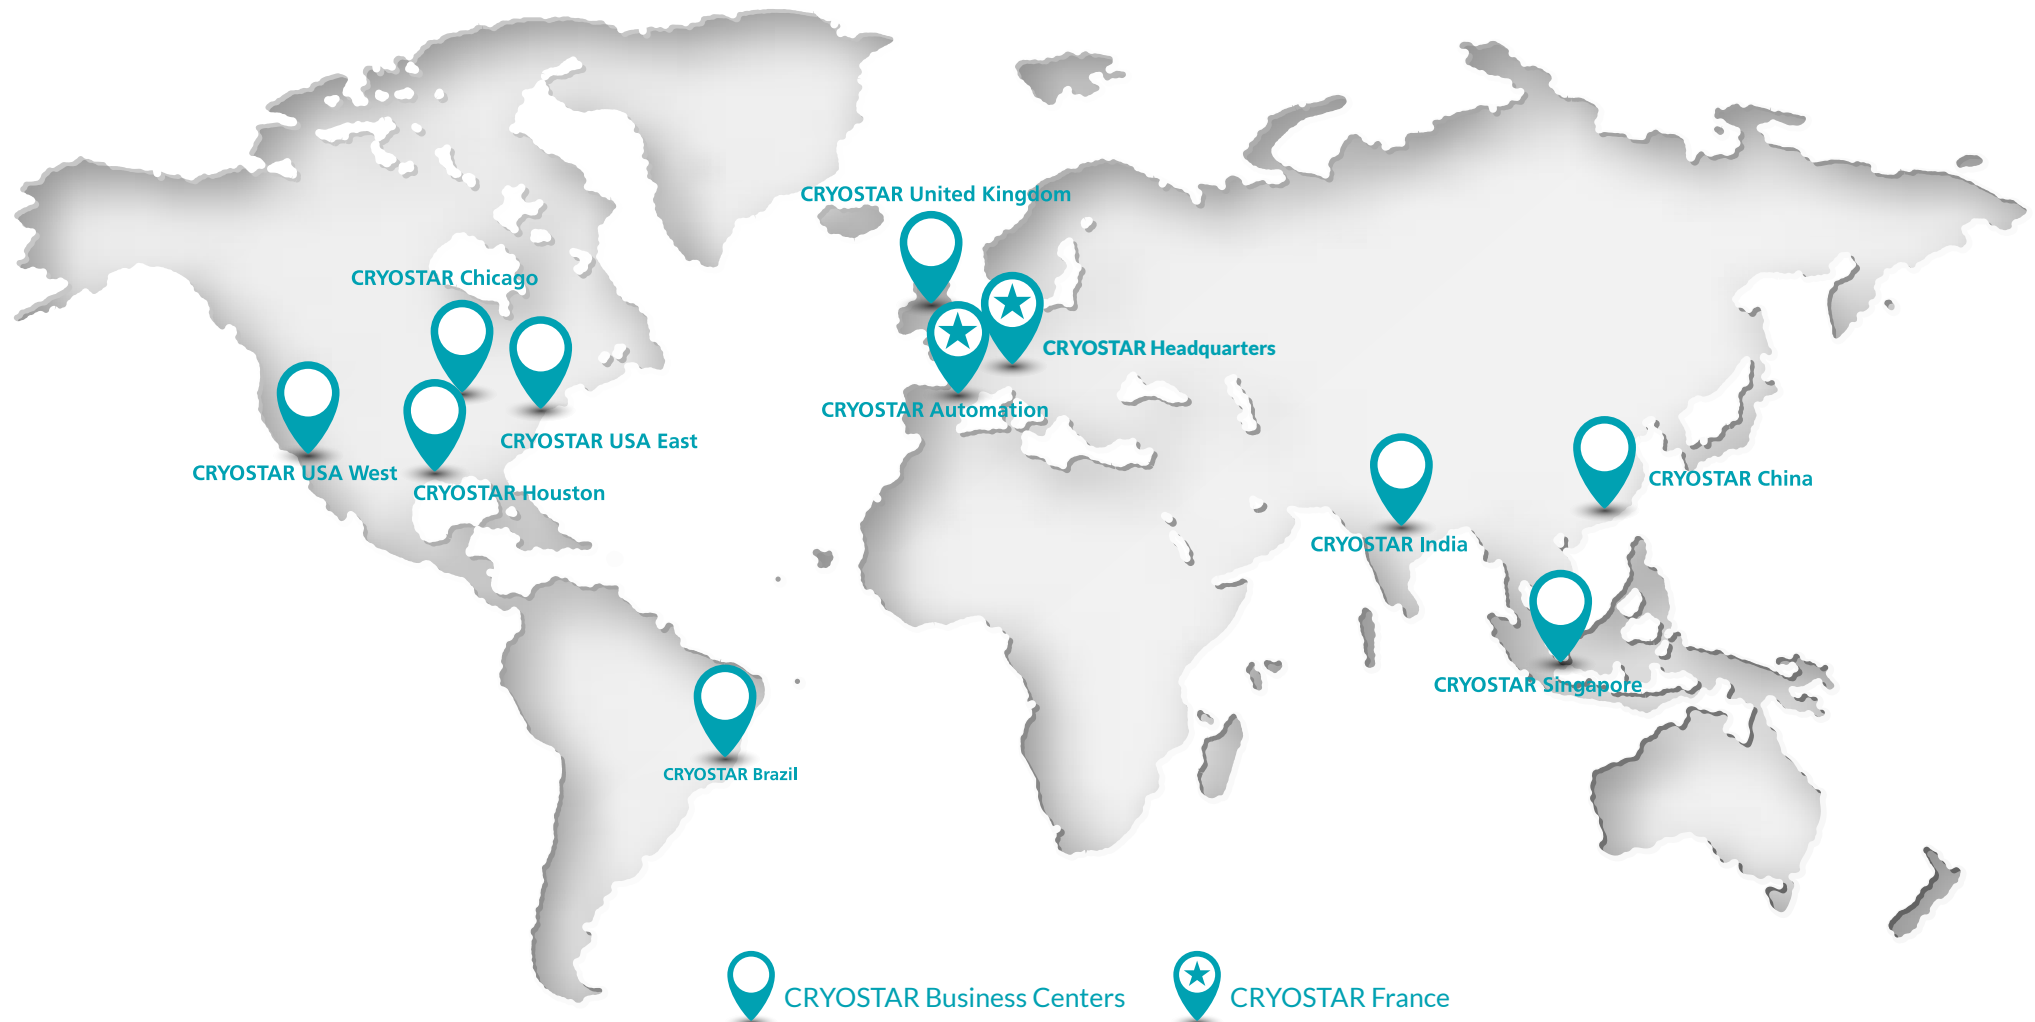 CRYOSTAR United Kingdom
CRYOSTAR Chicago
CRYOSTAR Headquarters
CRYOSTAR Automation
CRYOSTAR USA East
CRYOSTAR USA West
CRYOSTAR Houston
CRYOSTAR China
CRYOSTAR India
CRYOSTAR Singapore
CRYOSTAR Brazil
CRYOSTAR Business Centers
CRYOSTAR France